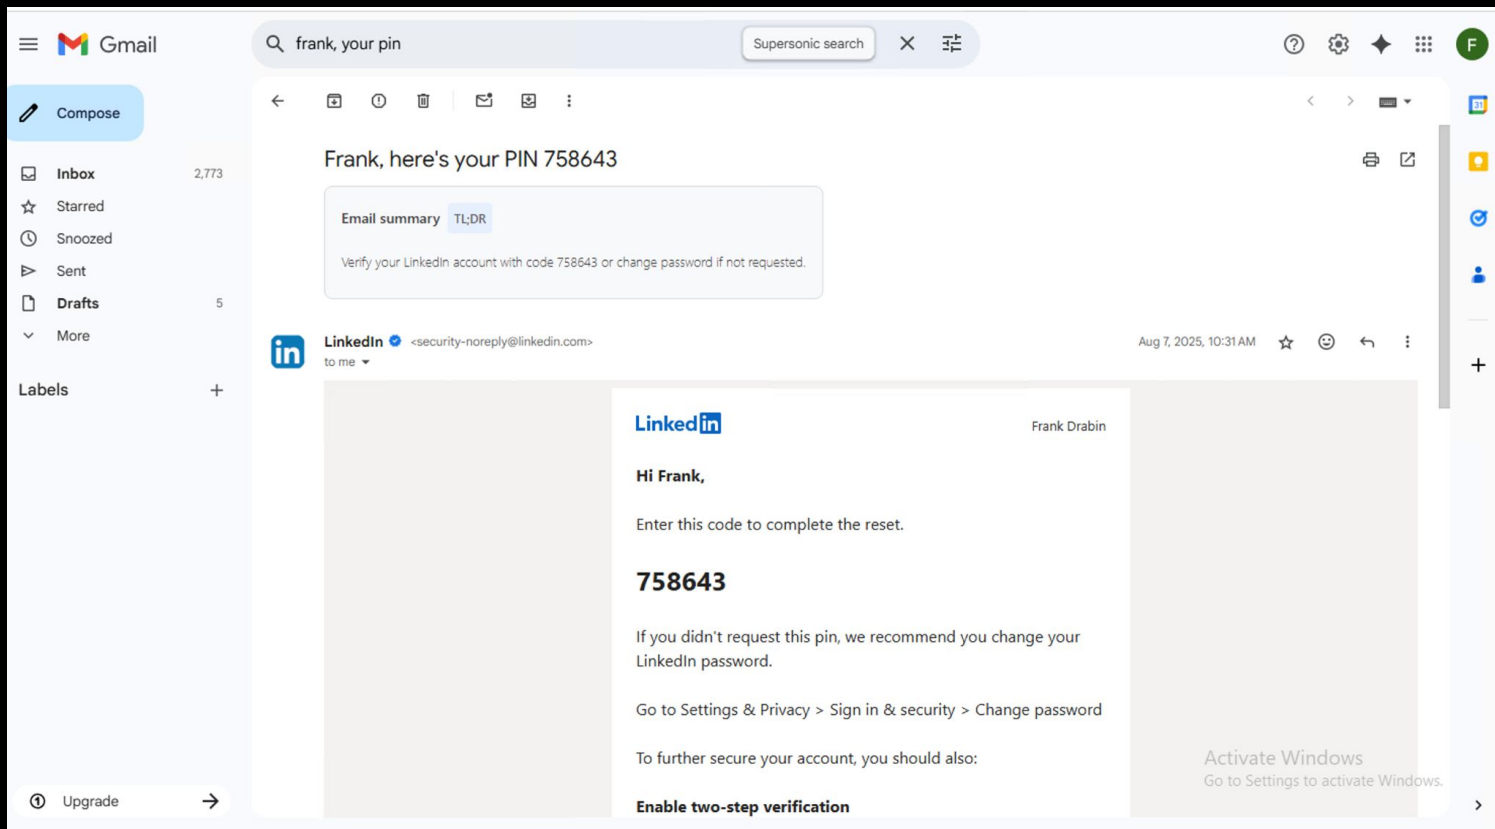 Gmail
frank, your pin
Supersonic search
F
Compose
Inbox 2,773
Starred
Snoozed
Sent
Drafts 5
More
Labels
Upgrade
Frank, here's your PIN 758643
Email summary TL;DR
Verify your LinkedIn account with code 758643 or change password if not requested.
in
LinkedIn <security-noreply@linkedin.com>
Aug 7, 2025, 10:31 AM
to me
Linked in
Frank Drabin
Hi Frank,
Enter this code to complete the reset.
758643
If you didn't request this pin, we recommend you change your
LinkedIn password.
Go to Settings & Privacy > Sign in & security > Change password
To further secure your account, you should also:
Enable two-step verification
Activate Windows
Go to Settings to activate Windows.
31